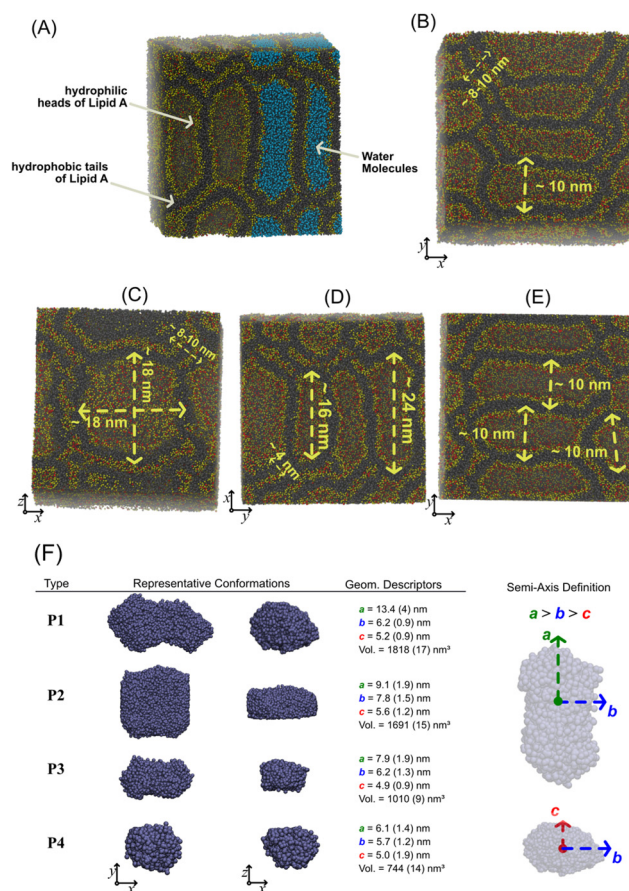 (A)
hydrophilic
heads of Lipid A
hydrophobic tails
of Lipid A
Water
Molecules
(B)
~ 8-10 nm
~ 10 nm
y
x
(C)
~ 8-10 nm
~ 18 nm
~ 18 nm
z
x
(D)
~ 16 nm
~ 24 nm
~ 4 nm
x
y
(E)
~ 10 nm
~ 10 nm
~ 10 nm
y
x
(F)
Type Representative Conformations Geom. Descriptors Semi-Axis Definition
P1
a = 13.4 (4) nm
b = 6.2 (0.9) nm
c = 5.2 (0.9) nm
Vol. = 1818 (17) nm³
P2
a = 9.1 (1.9) nm
b = 7.8 (1.5) nm
c = 5.6 (1.2) nm
Vol. = 1691 (15) nm³
P3
a = 7.9 (1.9) nm
b = 6.2 (1.3) nm
c = 4.9 (0.9) nm
Vol. = 1010 (9) nm³
P4
a = 6.1 (1.4) nm
b = 5.7 (1.2) nm
c = 5.0 (1.9) nm
Vol. = 744 (14) nm³
y
x
z
x
a > b > c
a
b
c
b